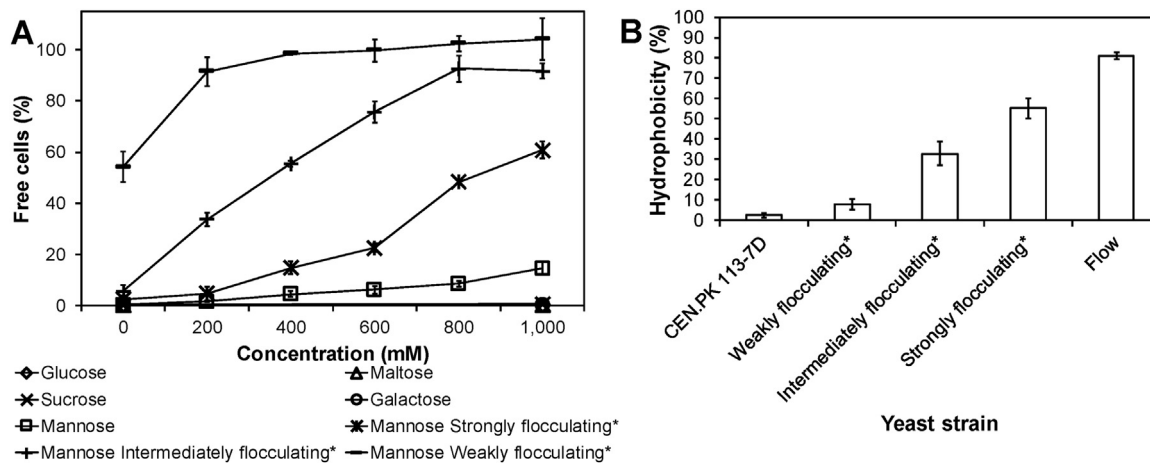 A
Free cells (%)
100
80
60
40
20
0
0 200 400 600 800 1,000
Concentration (mM)
Glucose
Maltose
Sucrose
Galactose
Mannose
Mannose Strongly flocculating*
Mannose Intermediately flocculating*
Mannose Weakly flocculating*
B
Hydrophobicity (%)
100
90
80
70
60
50
40
30
20
10
0
CEN.PK 113-7D
Weakly flocculating*
Intermediately flocculating*
Strongly flocculating*
Flow
Yeast strain